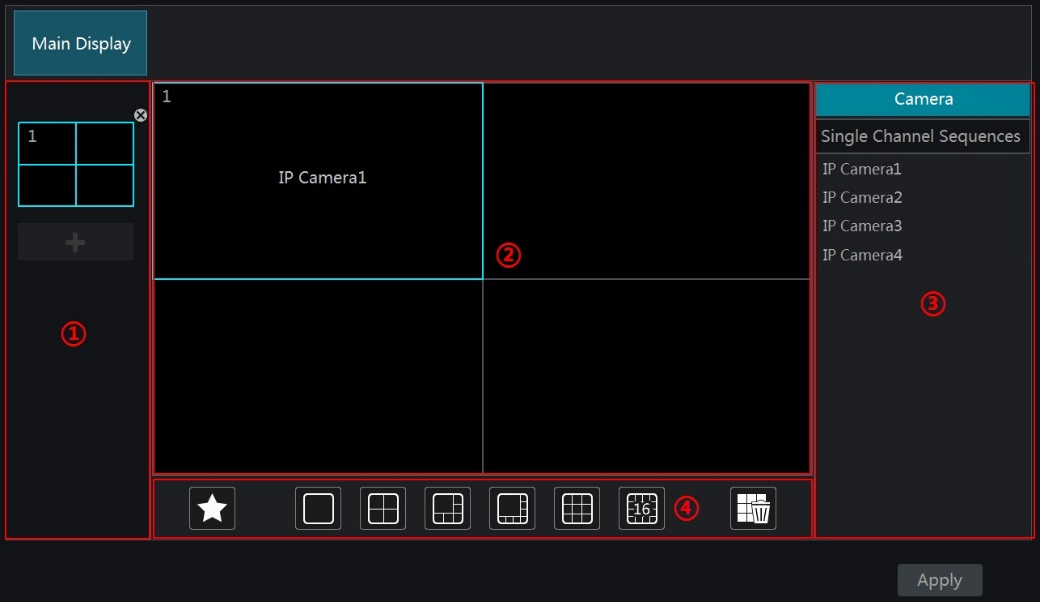 Main Display
1
IP Camera1
1
②
①
Camera
Single Channel Sequences
IP Camera1
IP Camera2
IP Camera3
IP Camera4
③
16
④
Apply